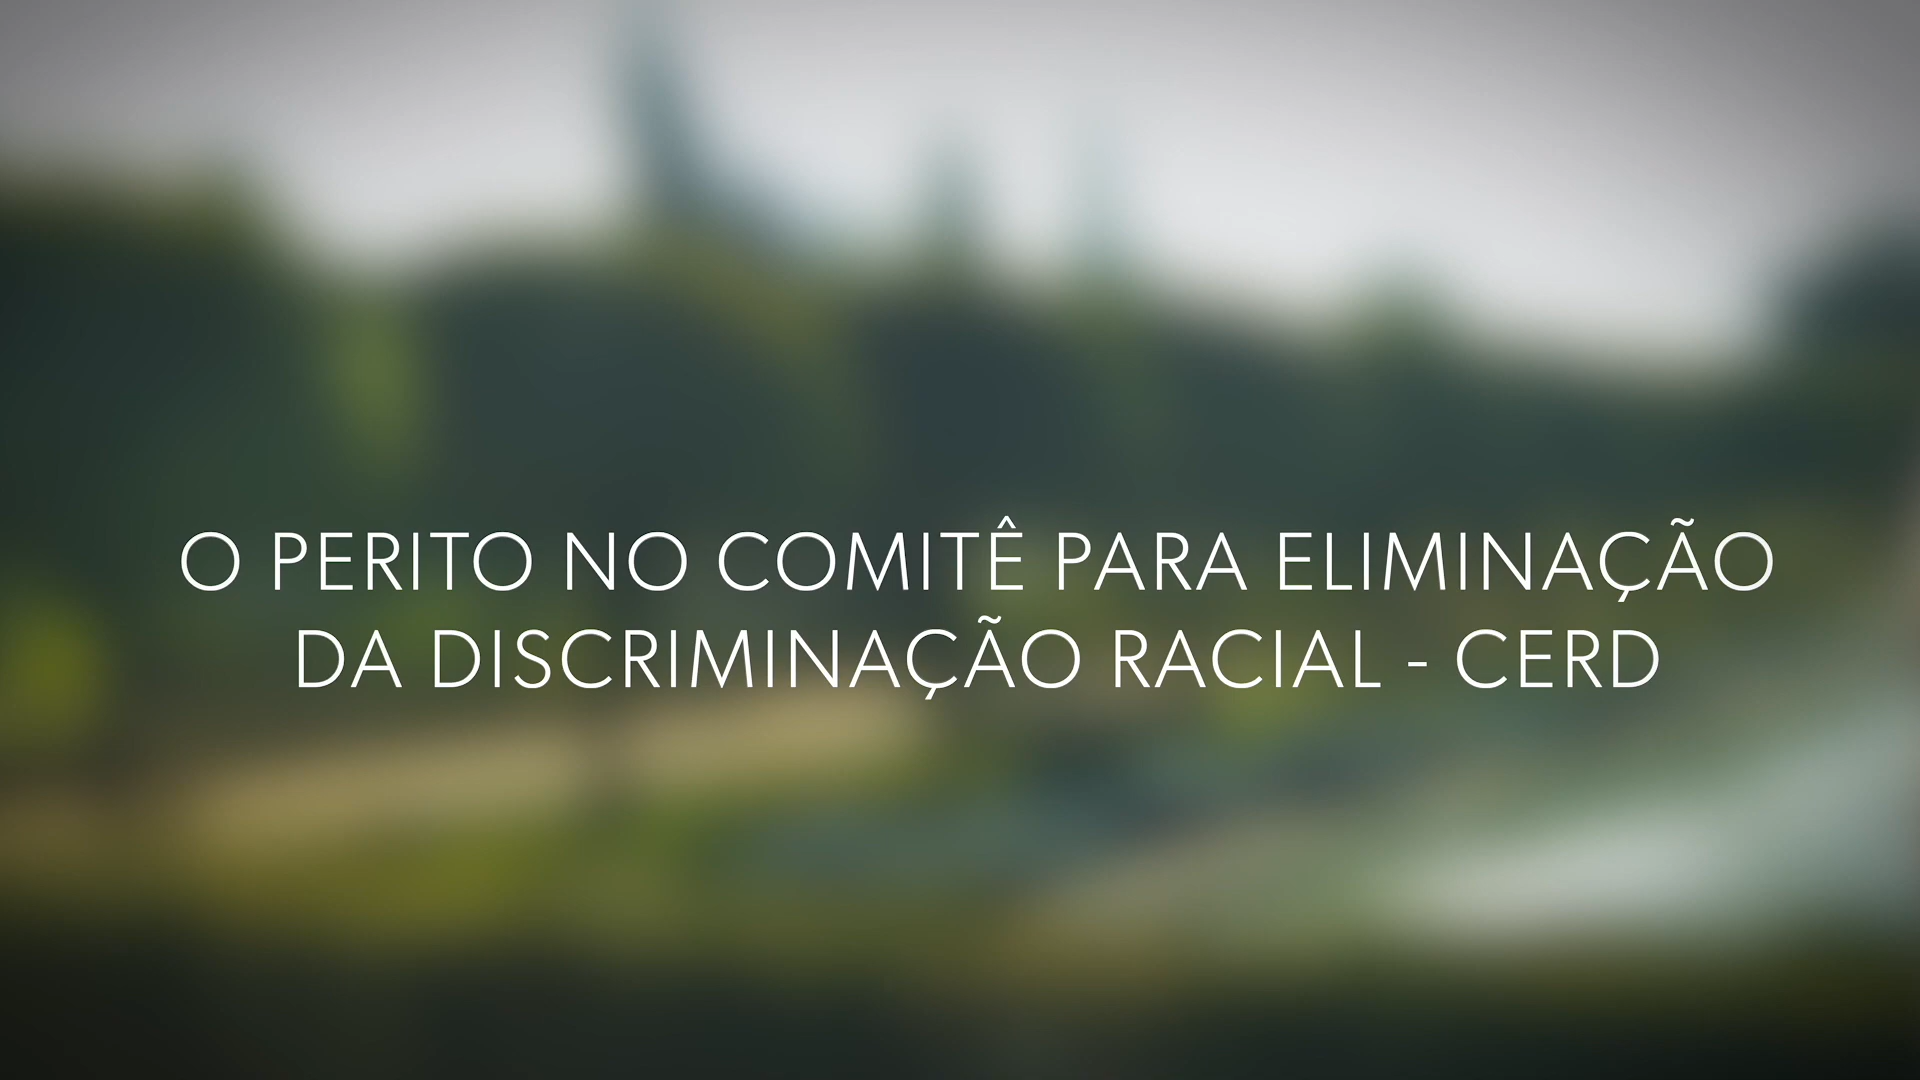 O PERITO NO COMITÊ PARA ELIMINAÇÃO
DA DISCRIMINAÇÃO RACIAL - CERD